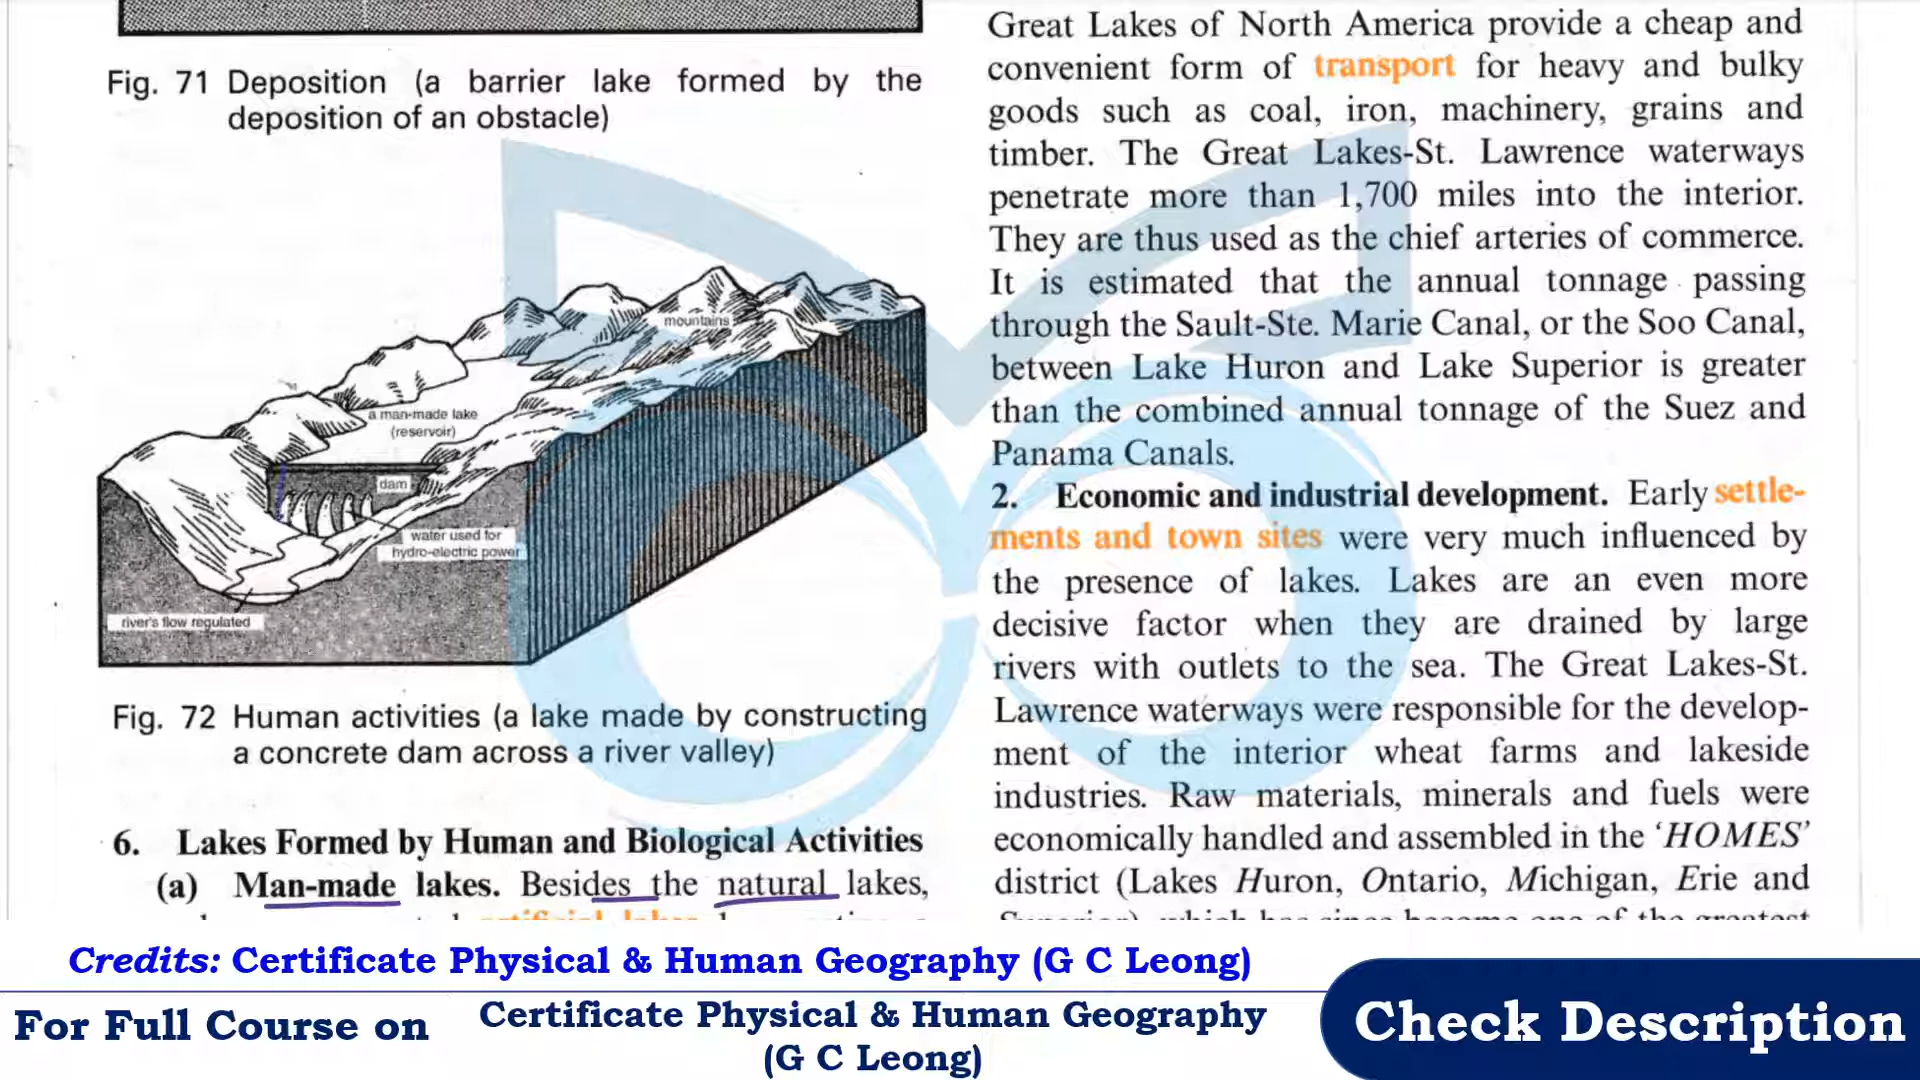 Fig. 71 Deposition (a barrier lake formed by the
deposition of an obstacle)
mountains
a man-made lake
(reservoir)
dam
water used for
hydro-electric power
river's flow regulated
Fig. 72 Human activities (a lake made by constructing
a concrete dam across a river valley)
6. Lakes Formed by Human and Biological Activities
(a) Man-made lakes. Besides the natural lakes,
artificial lakes
Great Lakes of North America provide a cheap and
convenient form of transport for heavy and bulky
goods such as coal, iron, machinery, grains and
timber. The Great Lakes-St. Lawrence waterways
penetrate more than 1,700 miles into the interior.
They are thus used as the chief arteries of commerce.
It is estimated that the annual tonnage passing
through the Sault-Ste. Marie Canal, or the Soo Canal,
between Lake Huron and Lake Superior is greater
than the combined annual tonnage of the Suez and
Panama Canals.
2. Economic and industrial development. Early settle-
ments and town sites were very much influenced by
the presence of lakes. Lakes are an even more
decisive factor when they are drained by large
rivers with outlets to the sea. The Great Lakes-St.
Lawrence waterways were responsible for the develop-
ment of the interior wheat farms and lakeside
industries. Raw materials, minerals and fuels were
economically handled and assembled in the 'HOMES'
district (Lakes Huron, Ontario, Michigan, Erie and
Superior), which has since become one of the greatest
Credits: Certificate Physical & Human Geography (G C Leong)
For Full Course on
Certificate Physical & Human Geography
(G C Leong)
Check Description